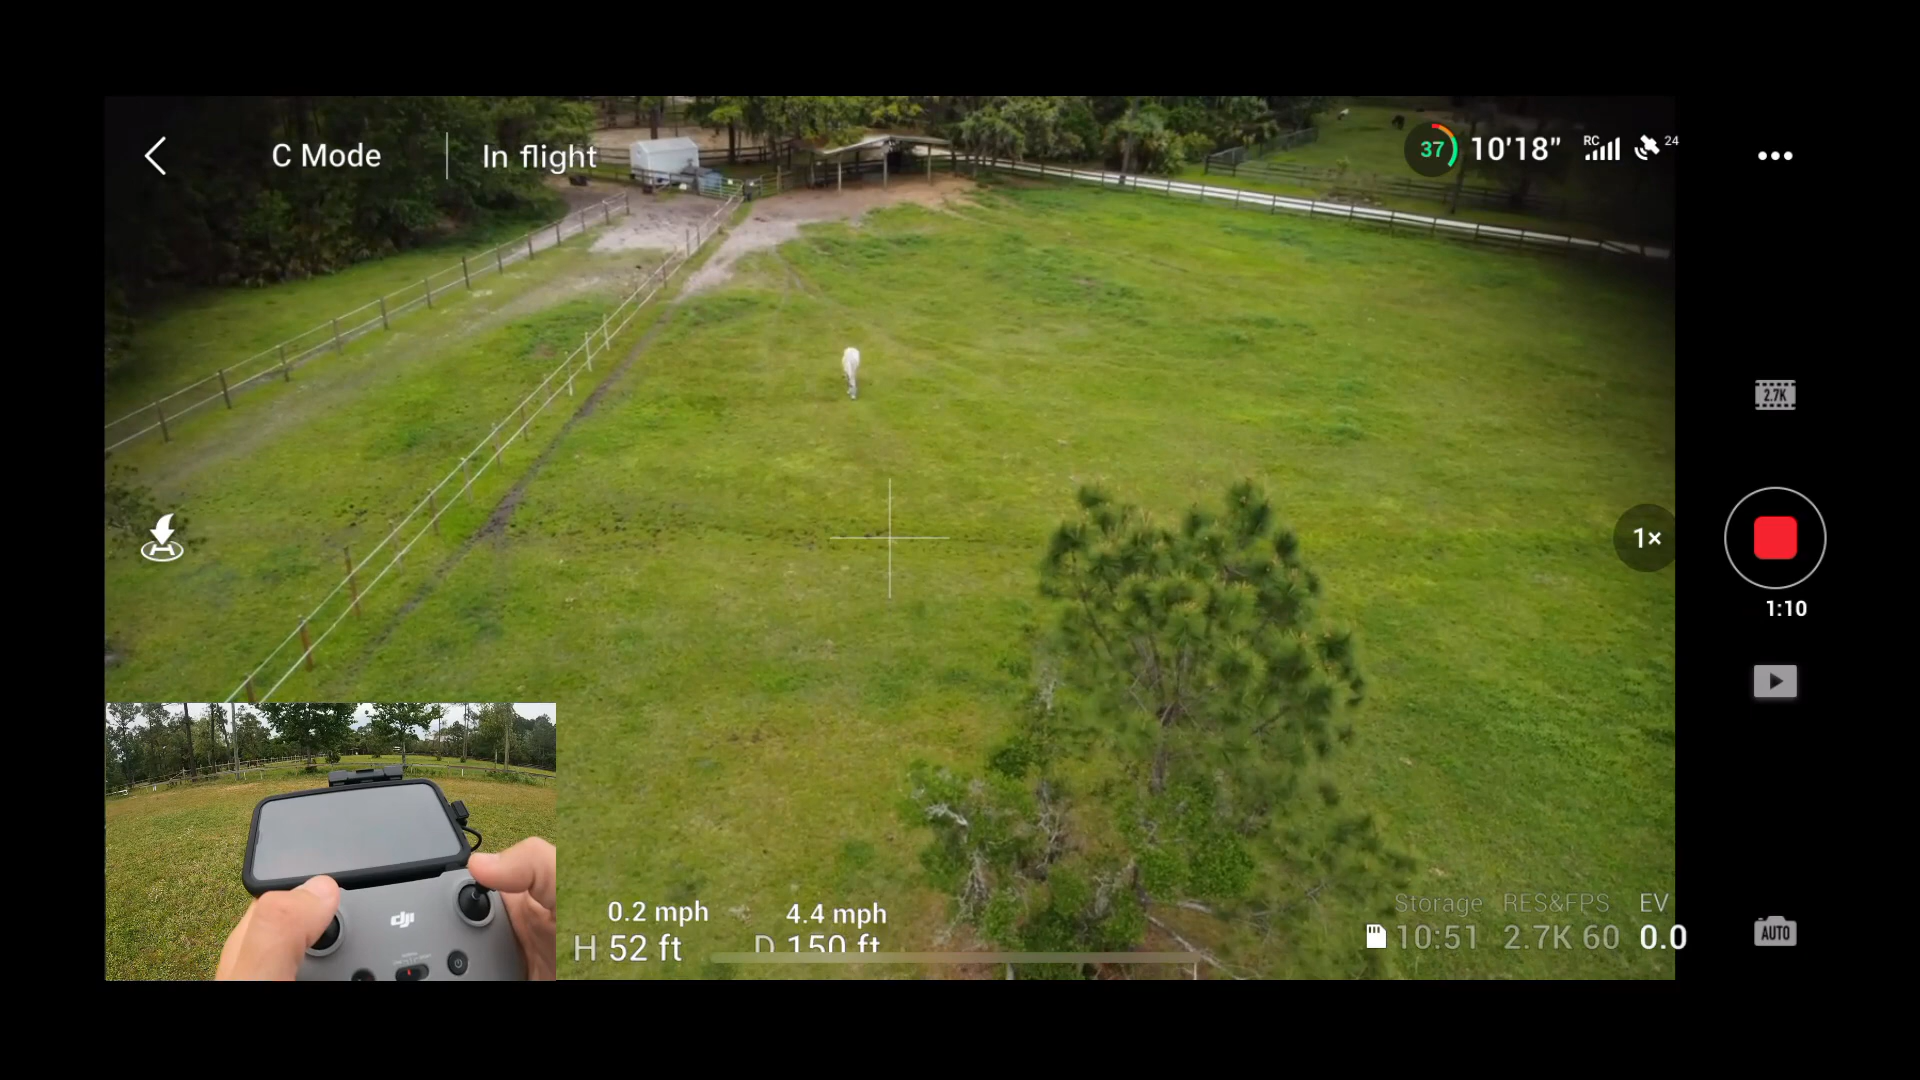 C Mode
In flight
37
10'18"
RC
24
2.7K
1×
1:10
dji
0.2 mph
4.4 mph
H 52 ft
D 150 ft
Storage
RES&FPS
EV
10:51
2.7K 60
0.0
AUTO